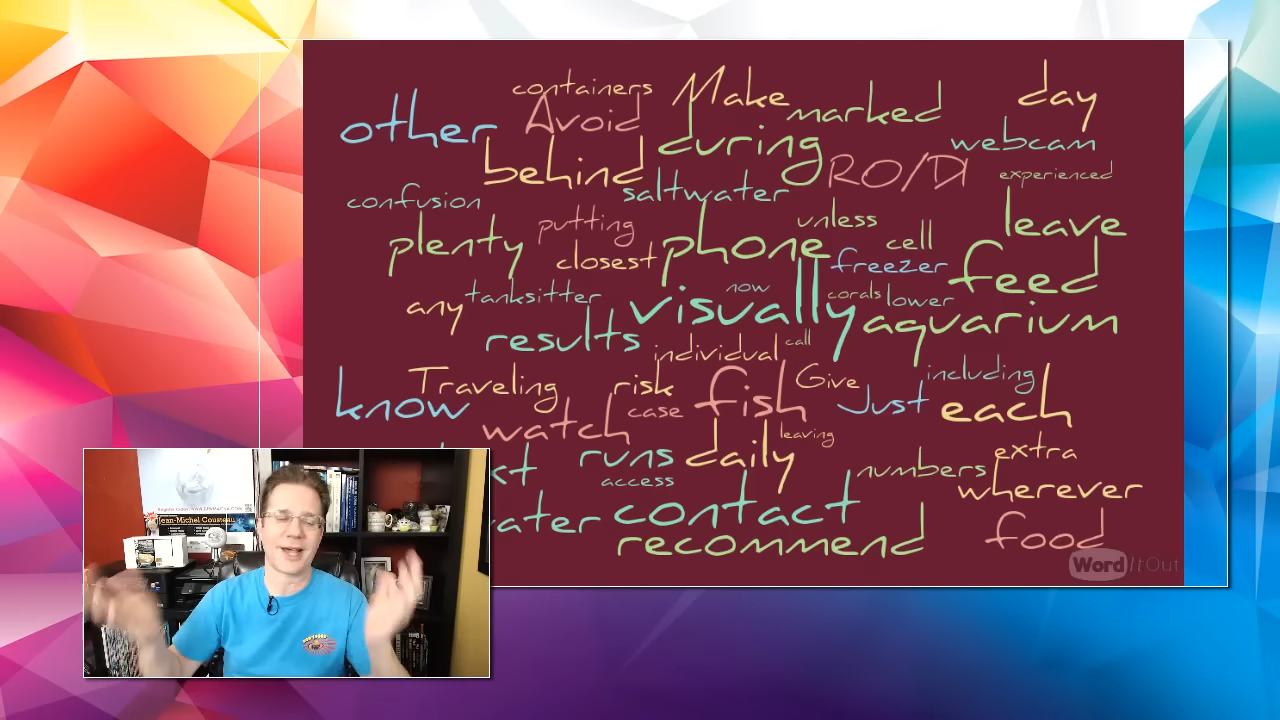 containers Make day
other Avoid marked
behind during webcam
RO/DI experienced
confusion saltwater
putting unless leave
plenty closest phone cell
freezer feed
any tanksitter now corals lower
visually aquarium
results individual call
Traveling risk Give including
know case fish Just each
watch leaving
runs daily numbers extra
access wherever
contact
recommend food
WordItOut
Jean-Michel Cousteau